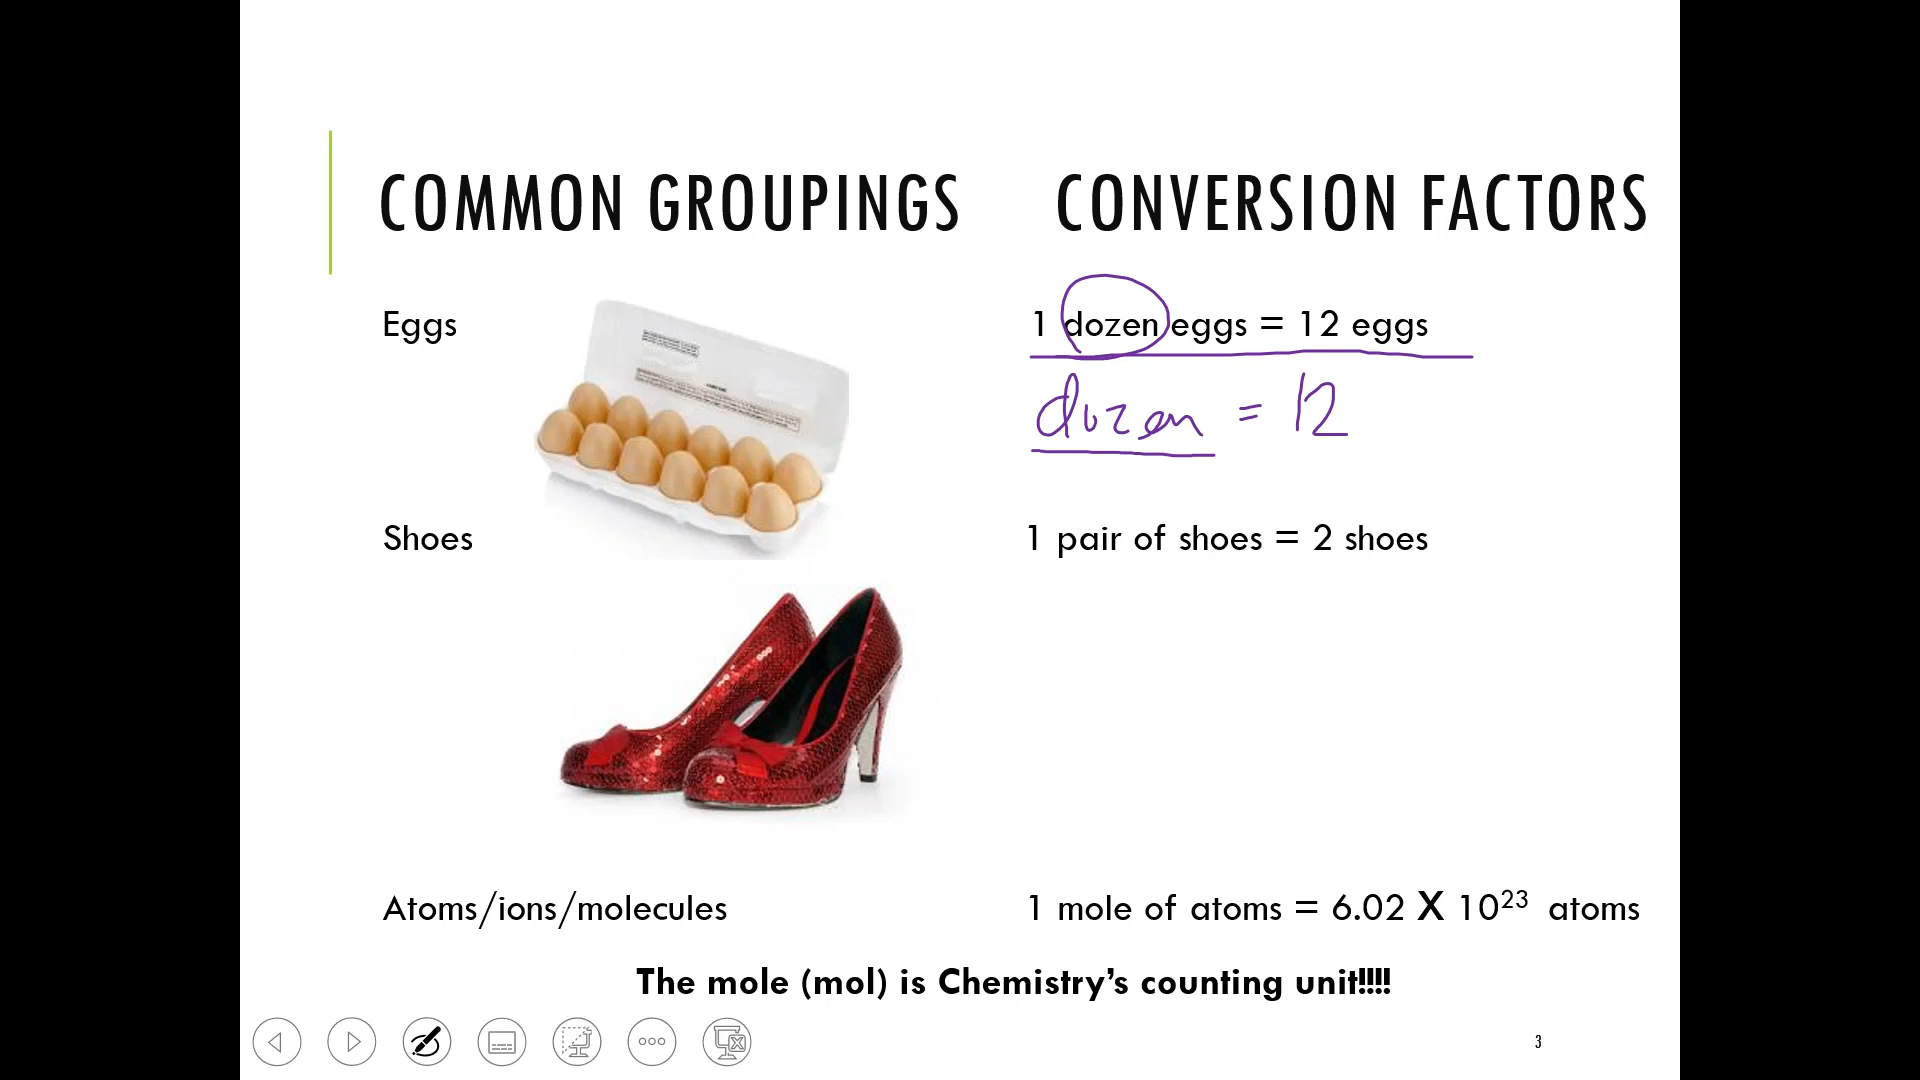 COMMON GROUPINGS CONVERSION FACTORS
Eggs
1 dozen eggs = 12 eggs
dozen = 12
Shoes
1 pair of shoes = 2 shoes
Atoms/ions/molecules
1 mole of atoms = 6.02 X 10²³ atoms
The mole (mol) is Chemistry’s counting unit!!!!
3